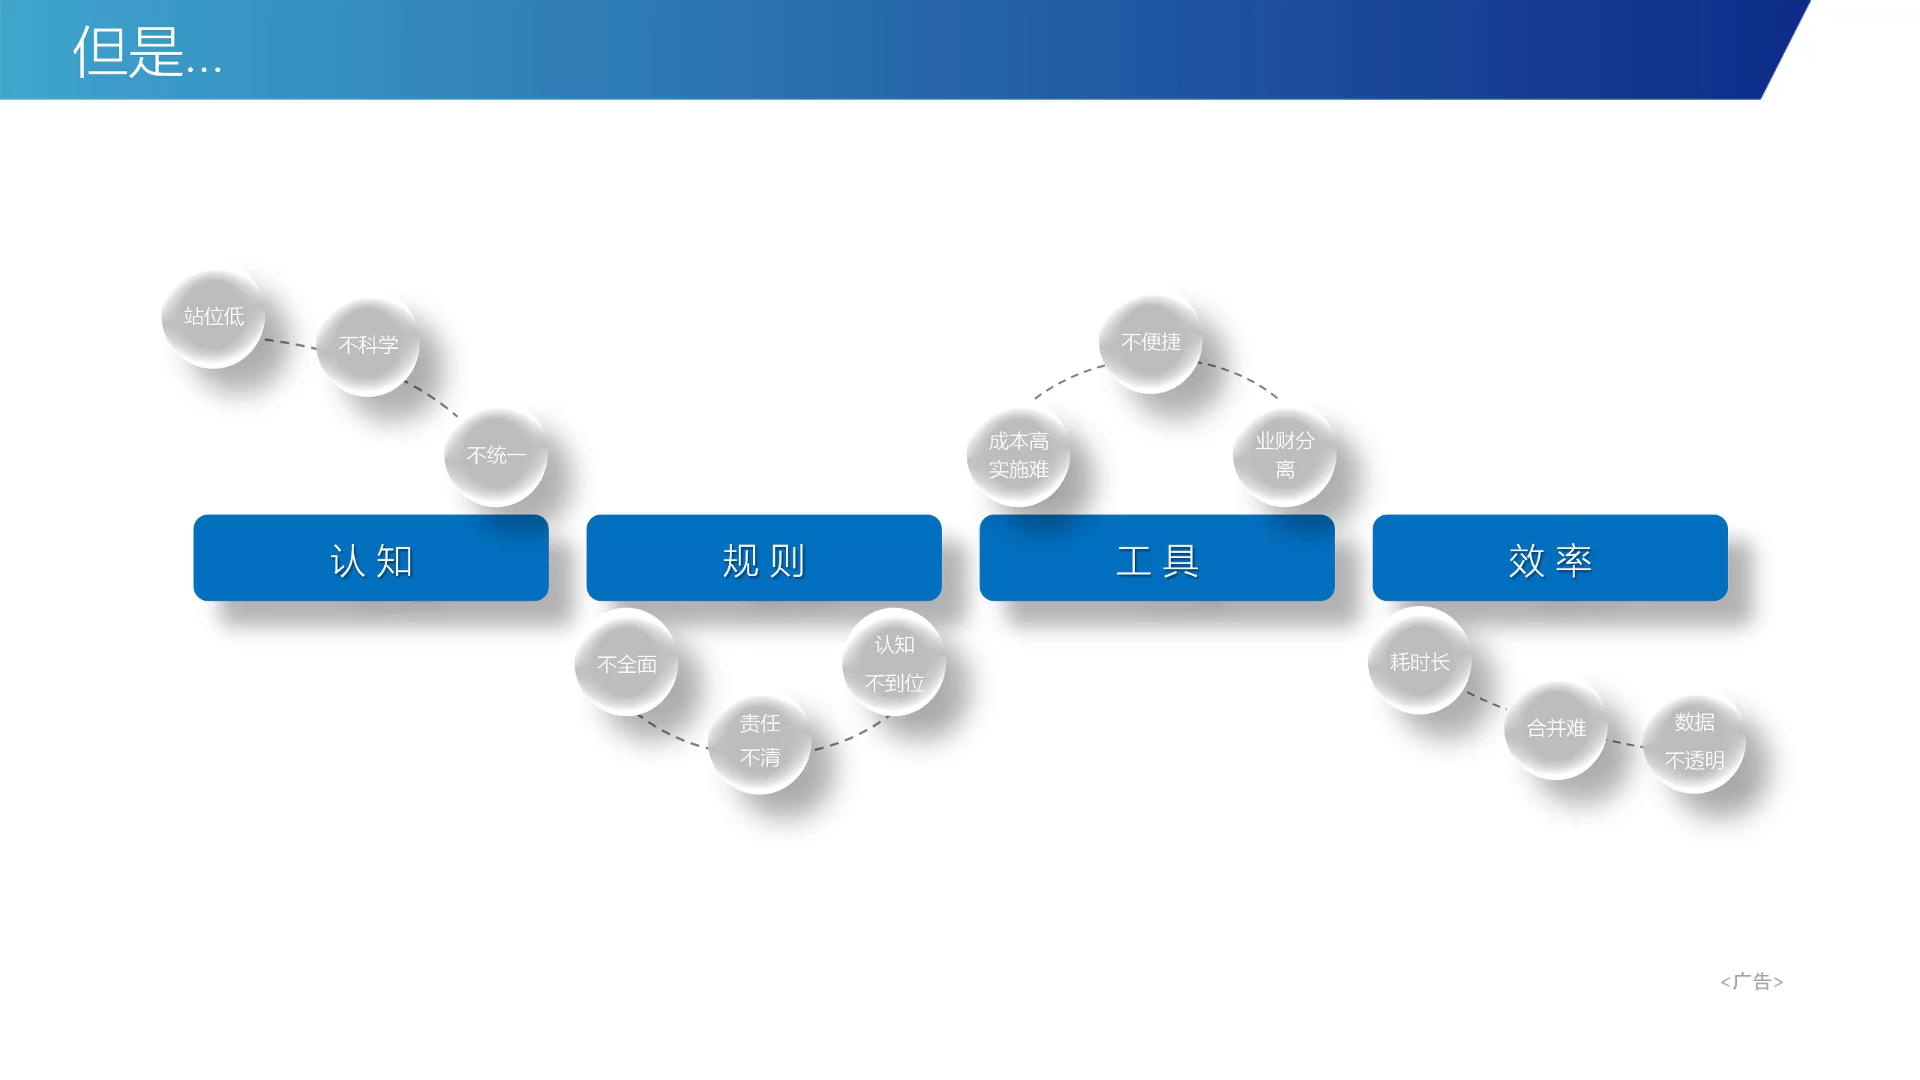 但是...
站位低
不科学
不统一
认 知
不全面
责任
不清
认知
不到位
规 则
成本高
实施难
不便捷
业财分
离
工 具
效 率
耗时长
合并难
数据
不透明
<广告>